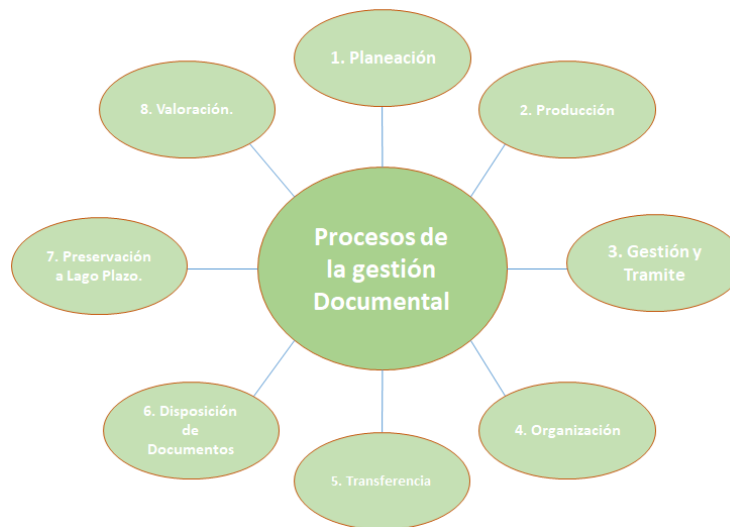 1. Planeación
2. Producción
3. Gestión y
Tramite
4. Organización
5. Transferencia
6. Disposición
de
Documentos
7. Preservación
a Lago Plazo.
8. Valoración.
Procesos de
la gestión
Documental